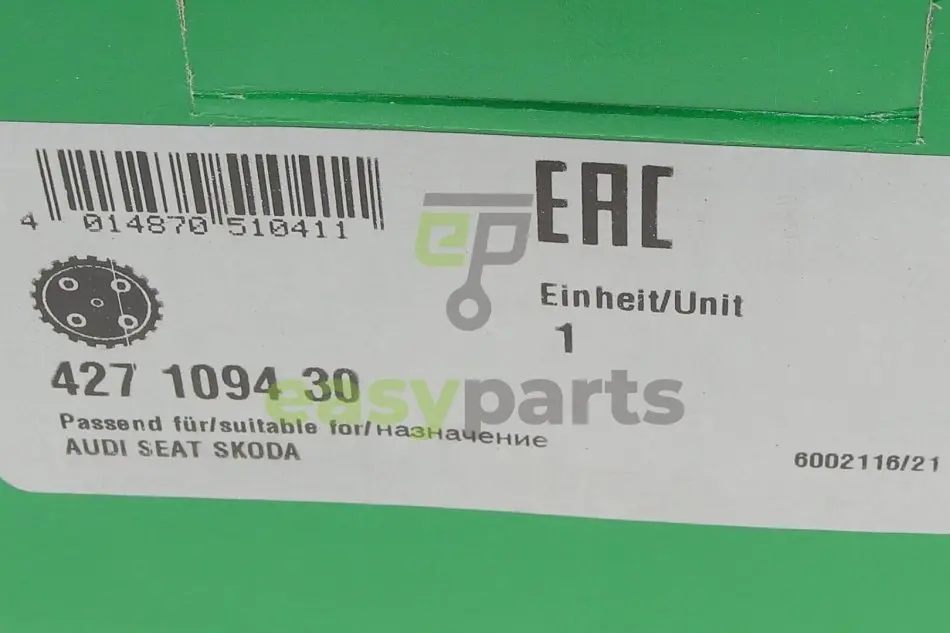 4 014870 510411
EAC
ep
Einheit/Unit
1
427 1094 30
easyparts
Passend für/suitable for/назначение
AUDI SEAT SKODA
6002116/21